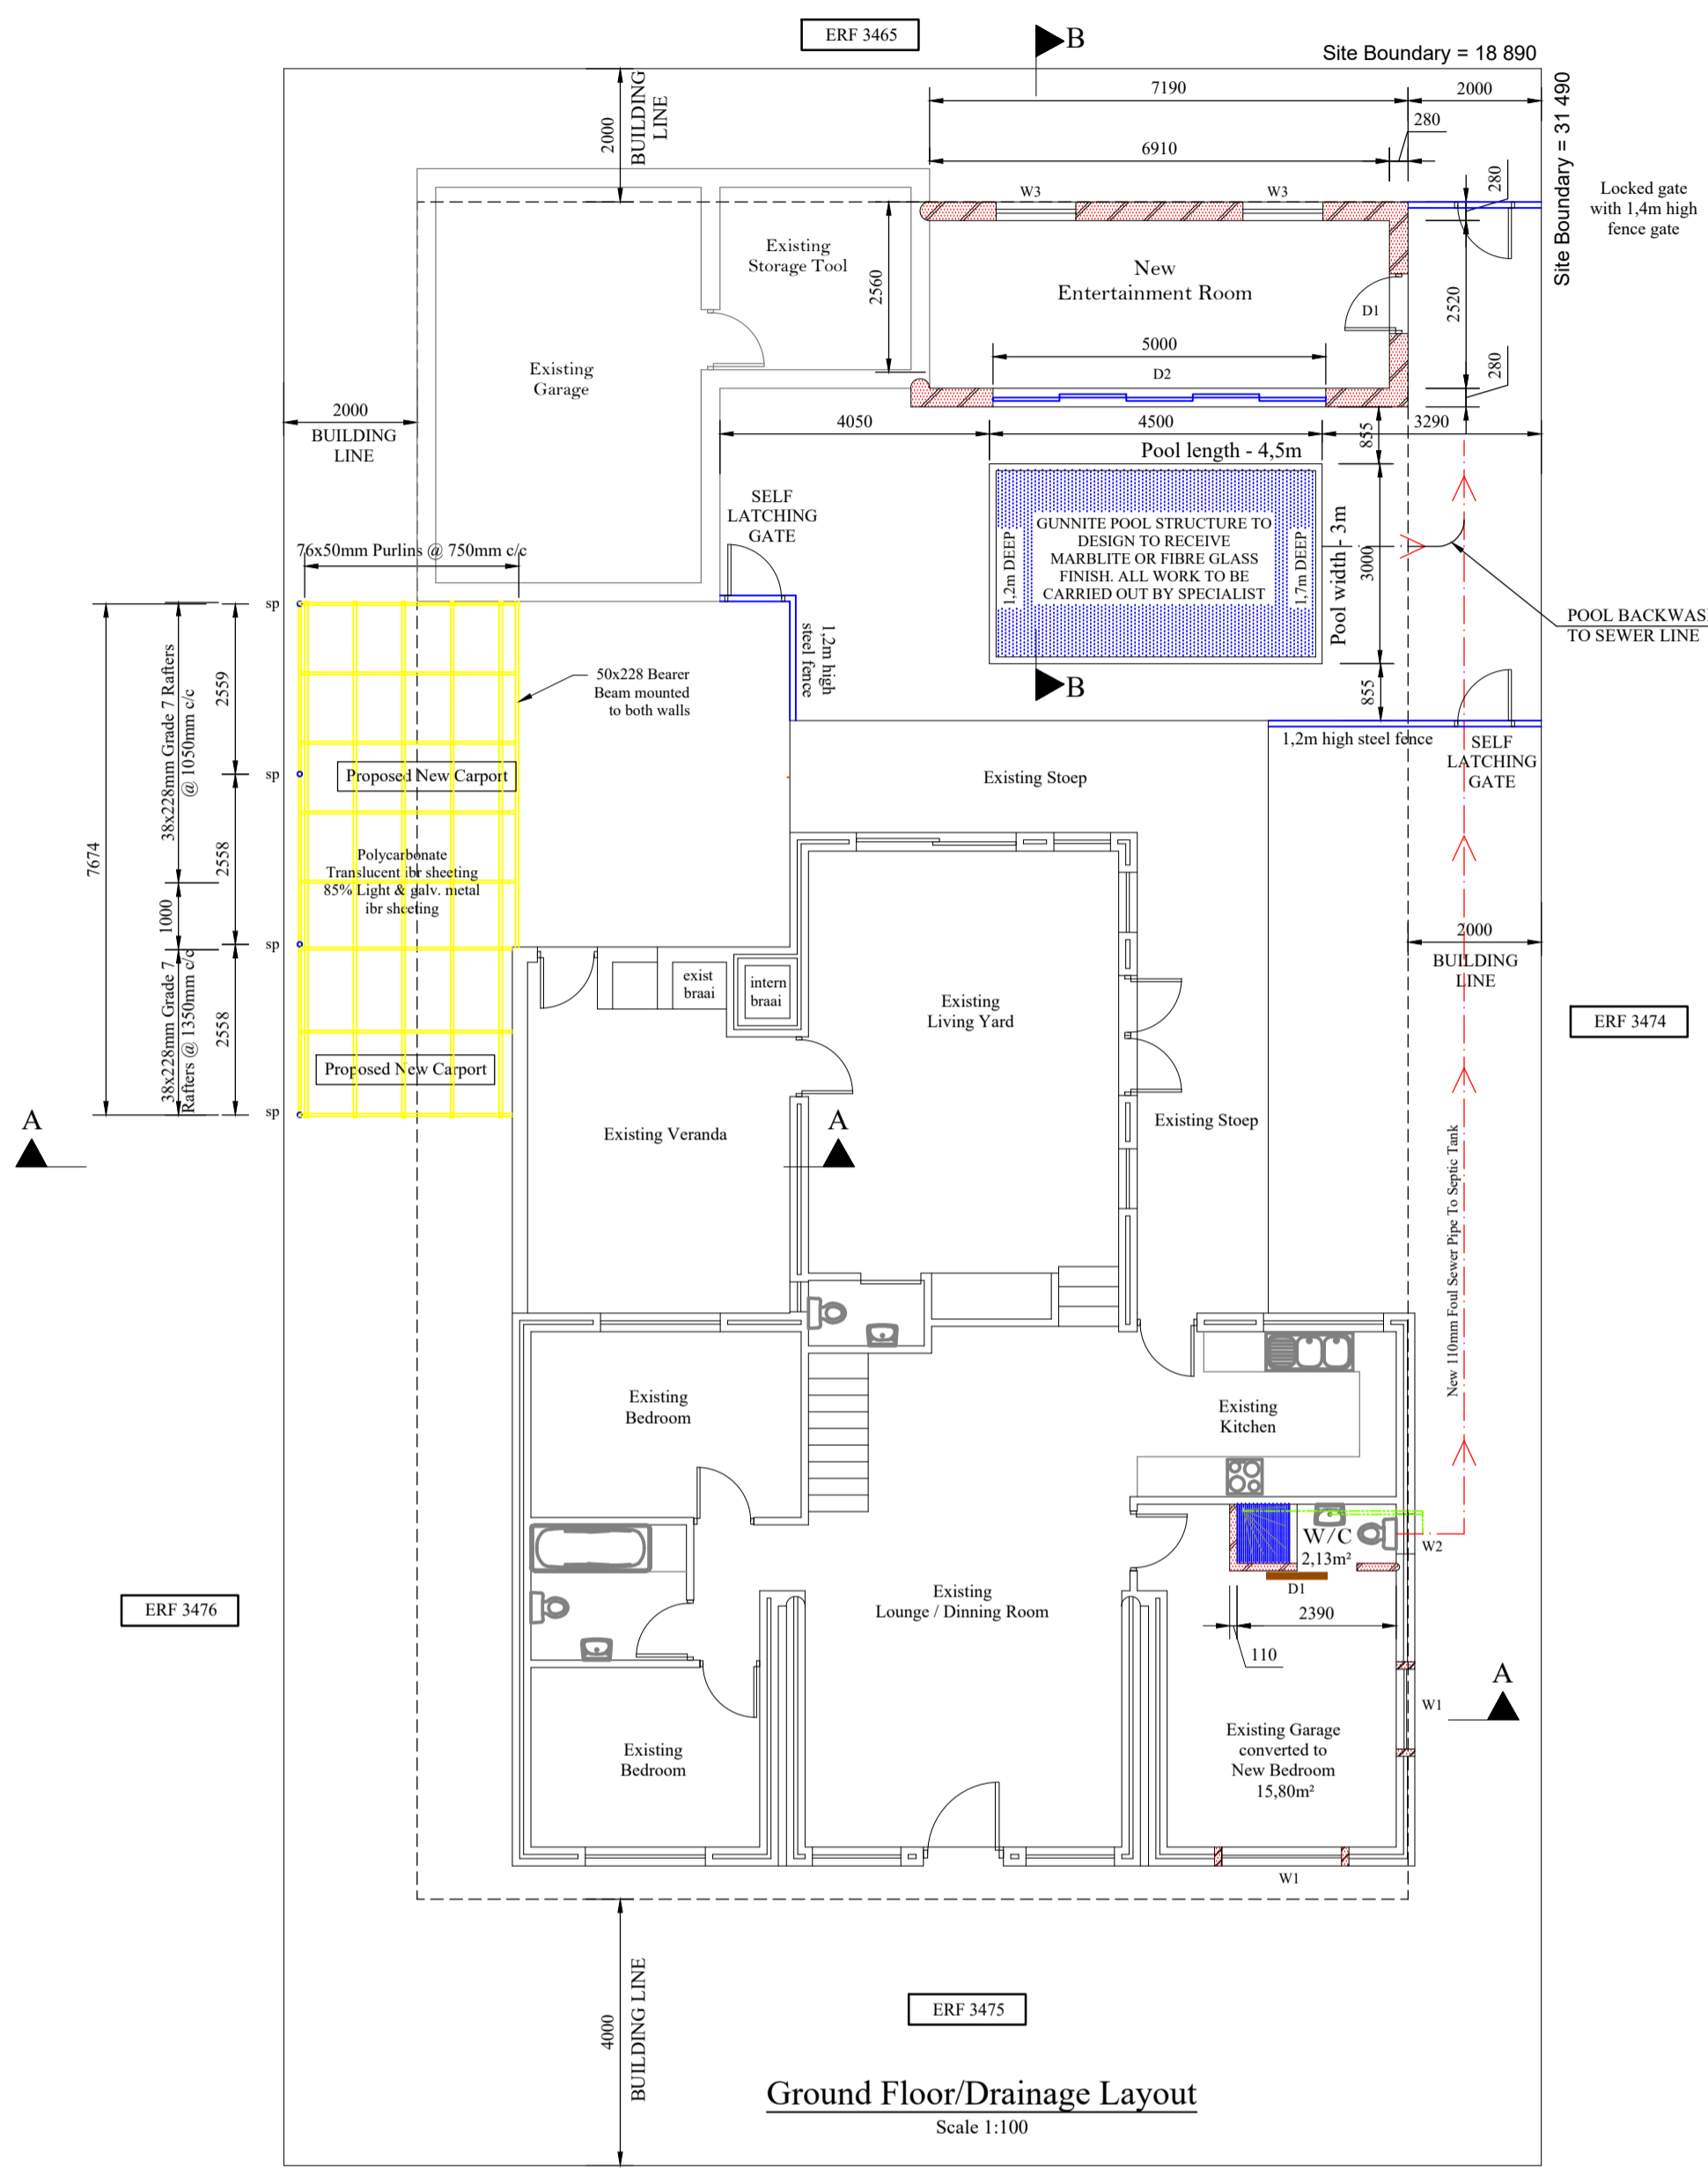 ERF 3465
B
Site Boundary = 18 890
Site Boundary = 31 490
7190
2000
280
6910
2000
BUILDING
LINE
W3
W3
280
Locked gate
with 1,4m high
fence gate
Existing
Storage Tool
2560
New
Entertainment Room
D1
2520
5000
D2
280
Existing
Garage
2000
BUILDING
LINE
4050
4500
855
3290
Pool length - 4,5m
SELF
LATCHING
GATE
GUNNITE POOL STRUCTURE TO
DESIGN TO RECEIVE
MARBLITE OR FIBRE GLASS
FINISH. ALL WORK TO BE
CARRIED OUT BY SPECIALIST
1,2m DEEP
1,7m DEEP
Pool width - 3m
3000
76x50mm Purlins @ 750mm c/c
POOL BACKWAS
TO SEWER LINE
sp
1,2m high
steel fence
50x228 Bearer
Beam mounted
to both walls
B
855
38x228mm Grade 7 Rafters
@ 1050mm c/c
2559
1,2m high steel fence
SELF
LATCHING
GATE
sp
Proposed New Carport
Existing Stoep
7674
2558
Polycarbonate
Translucent ibr sheeting
85% Light & galv. metal
ibr sheeting
1000
sp
2000
BUILDING
LINE
exist
braai
intern
braai
Existing
Living Yard
ERF 3474
38x228mm Grade 7
Rafters @ 1350mm c/c
2558
Proposed New Carport
sp
A
A
Existing Veranda
Existing Stoep
New 110mm Foul Sewer Pipe To Septic Tank
Existing
Bedroom
Existing
Kitchen
W/C
2,13m²
W2
D1
ERF 3476
Existing
Lounge / Dinning Room
2390
110
A
W1
Existing
Bedroom
Existing Garage
converted to
New Bedroom
15,80m²
W1
4000
BUILDING LINE
ERF 3475
Ground Floor/Drainage Layout
Scale 1:100